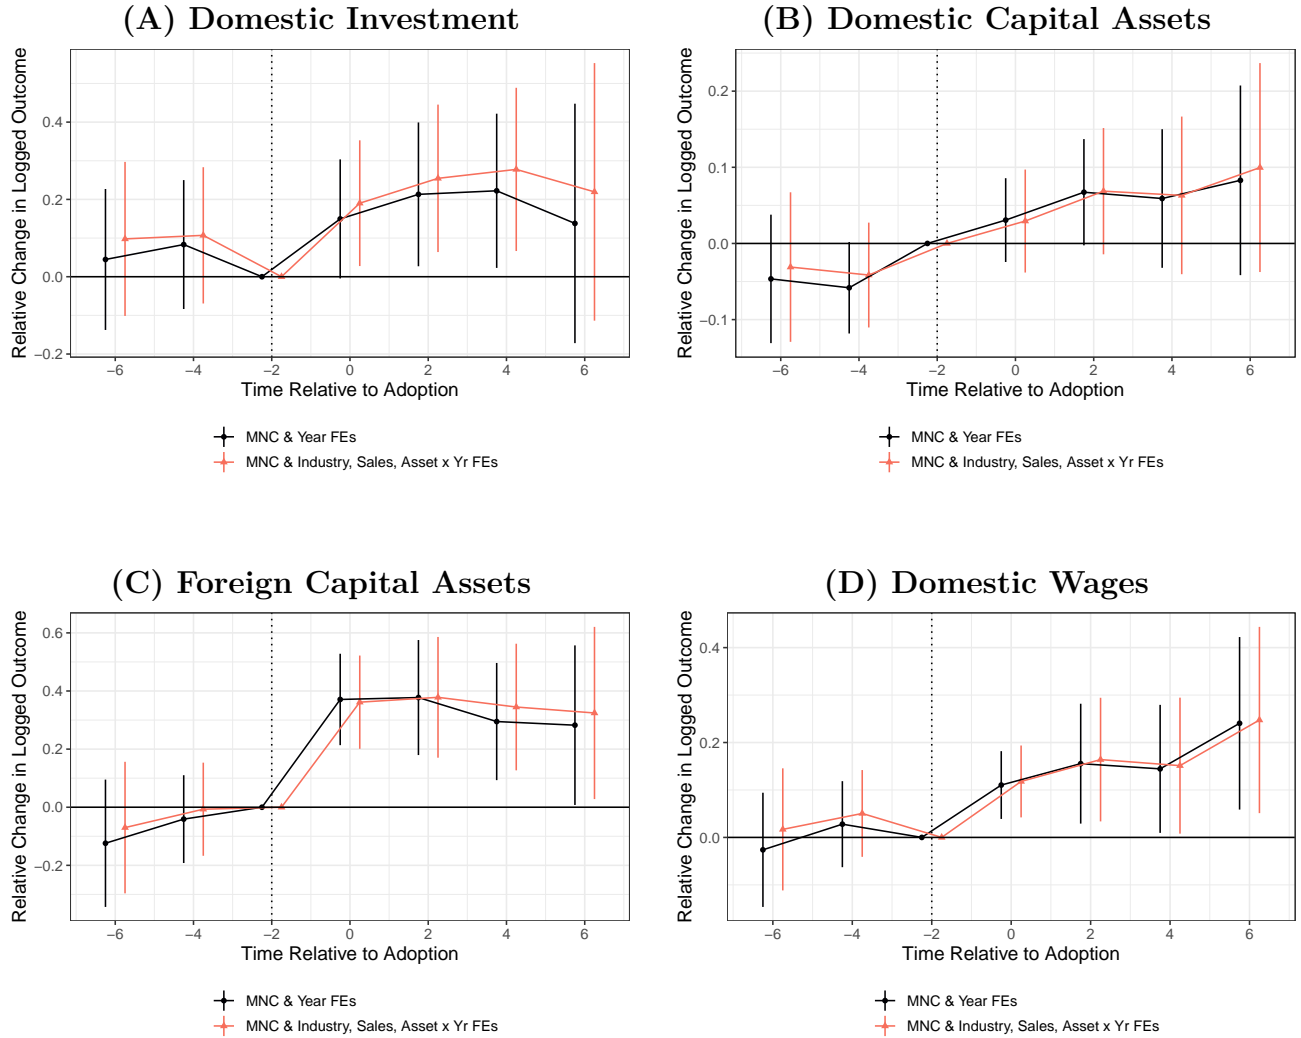 (A) Domestic Investment
Relative Change in Logged Outcome
0.4
0.2
0.0
−0.2
−6 −4 −2 0 2 4 6
Time Relative to Adoption
MNC & Year FEs
MNC & Industry, Sales, Asset x Yr FEs
(B) Domestic Capital Assets
Relative Change in Logged Outcome
0.2
0.1
0.0
−0.1
−6 −4 −2 0 2 4 6
Time Relative to Adoption
MNC & Year FEs
MNC & Industry, Sales, Asset x Yr FEs
(C) Foreign Capital Assets
Relative Change in Logged Outcome
0.6
0.4
0.2
0.0
−0.2
−6 −4 −2 0 2 4 6
Time Relative to Adoption
MNC & Year FEs
MNC & Industry, Sales, Asset x Yr FEs
(D) Domestic Wages
Relative Change in Logged Outcome
0.4
0.2
0.0
−6 −4 −2 0 2 4 6
Time Relative to Adoption
MNC & Year FEs
MNC & Industry, Sales, Asset x Yr FEs